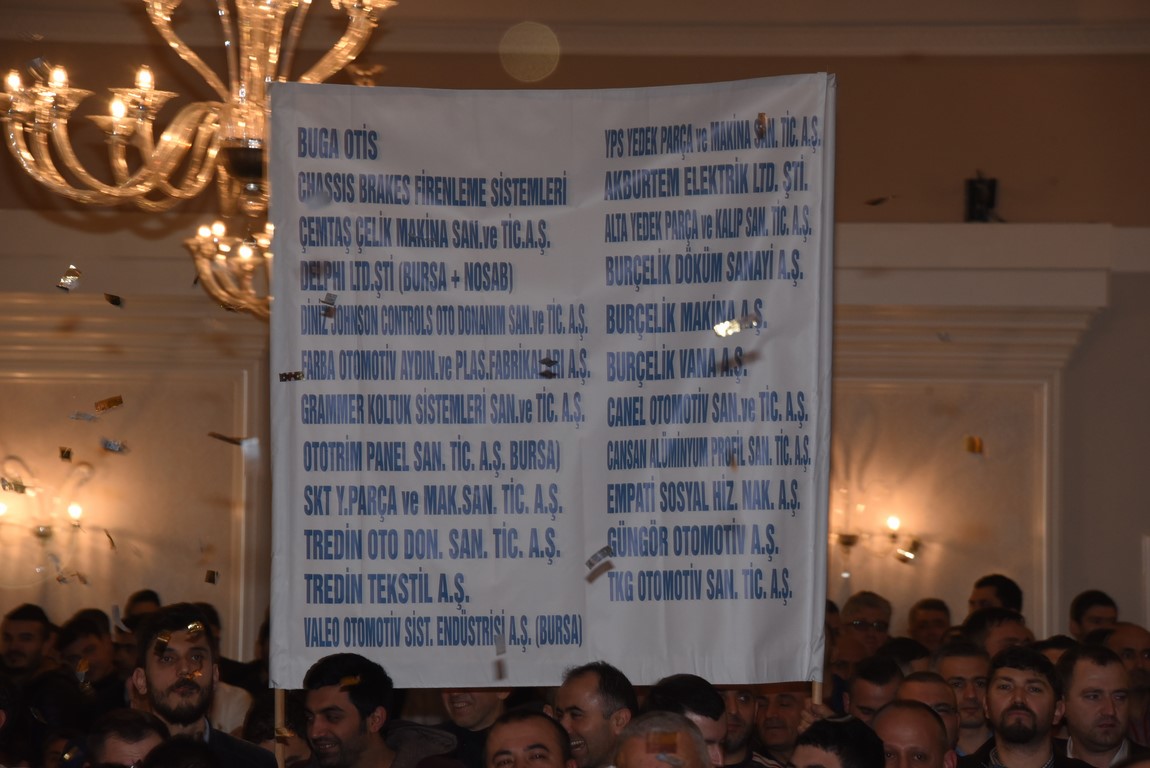 BUGA OTIS
CHASSIS BRAKES FİRENLEME SİSTEMLERİ
ÇEMTAŞ ÇELİK MAKİNA SAN.ve TİC.A.Ş.
DELPHI LTD.ŞTİ (BURSA + NOSAB)
DİNİZ JOHNSON CONTROLS OTO DONANIM SAN.ve TİC. A.Ş.
FARBA OTOMOTİV AYDIN.ve PLAS.FABRİKALARI A.Ş.
GRAMMER KOLTUK SİSTEMLERİ SAN.ve TİC. A.Ş.
OTOTRİM PANEL SAN. TİC. A.Ş. BURSA)
SKT Y.PARÇA ve MAK.SAN. TİC. A.Ş.
TREDİN OTO DON. SAN. TİC. A.Ş.
TREDİN TEKSTİL A.Ş.
VALEO OTOMOTİV SİST. ENDÜSTRİSİ A.Ş. (BURSA)
YPS YEDEK PARÇA ve MAKİNA SAN. TİC. A.Ş.
AKBURTEM ELEKTRİK LTD. ŞTİ.
ALTA YEDEK PARÇA ve KALIP SAN. TİC. A.Ş.
BURÇELİK DÖKÜM SANAYİ A.Ş.
BURÇELİK MAKİNA A.Ş.
BURÇELİK VANA A.Ş.
CANEL OTOMOTİV SAN.ve TİC. A.Ş.
CANSAN ALÜMİNYUM PROFİL SAN. TİC. A.Ş.
EMPATİ SOSYAL HİZ. NAK. A.Ş.
GÜNGÖR OTOMOTİV A.Ş.
TKG OTOMOTİV SAN. TİC. A.Ş.